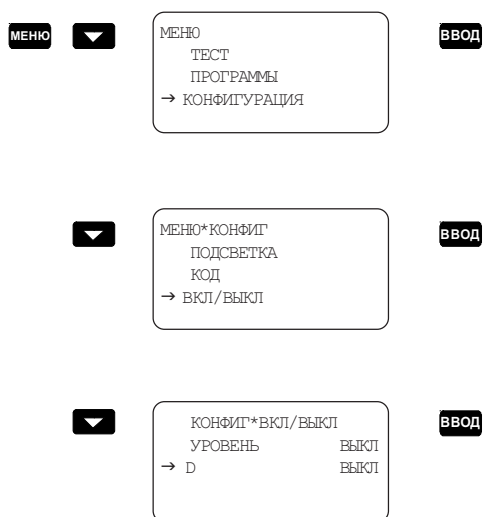 МЕНЮ
МЕНЮ
ТЕСТ
ПРОГРАММЫ
→ КОНФИГУРАЦИЯ
ВВОД
МЕНЮ*КОНФИГ
ПОДСВЕТКА
КОД
→ ВКЛ/ВЫКЛ
ВВОД
КОНФИГ*ВКЛ/ВЫКЛ
УРОВЕНЬ ВЫКЛ
→ D ВЫКЛ
ВВОД